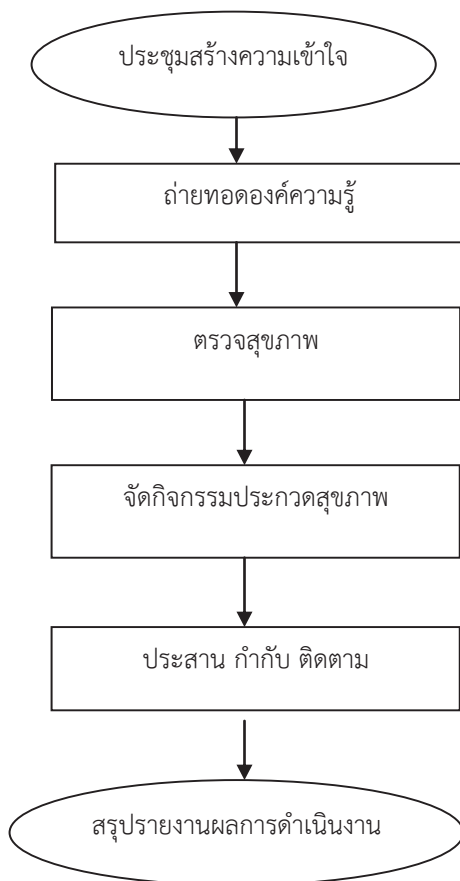 ประชุมสร้างความเข้าใจ
ถ่ายทอดองค์ความรู้
ตรวจสุขภาพ
จัดกิจกรรมประกวดสุขภาพ
ประสาน กำกับ ติดตาม
สรุปรายงานผลการดำเนินงาน